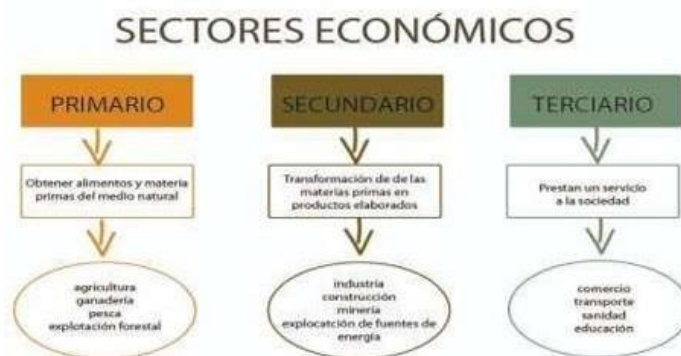 SECTORES ECONÓMICOS
PRIMARIO
Obtener alimentos y materia
primas del medio natural
agricultura
ganadería
pesca
explotación forestal
SECUNDARIO
Transformación de de las
materias primas en
productos elaborados
industria
construcción
minería
explocatción de fuentes de
energía
TERCIARIO
Prestan un servicio
a la sociedad
comercio
transporte
sanidad
educación